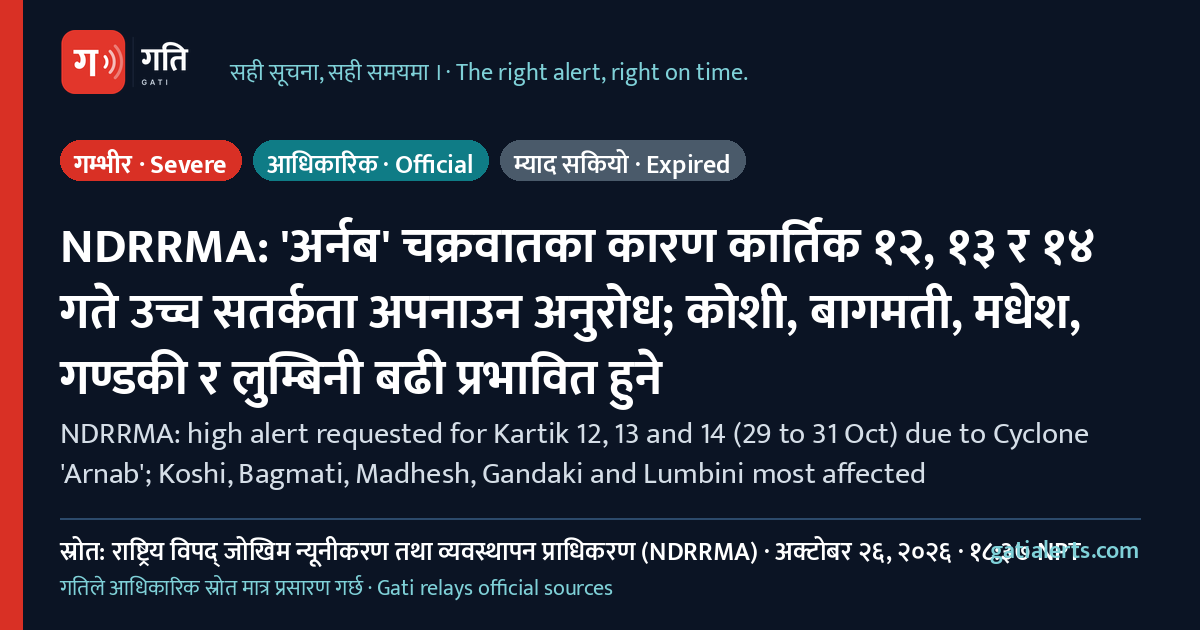 ग गति
GATI
सही सूचना, सही समयमा । · The right alert, right on time.
गम्भीर · Severe
आधिकारिक · Official
म्याद सकियो · Expired
NDRRMA: 'अर्नब' चक्रवातका कारण कार्तिक १२, १३ र १४
गते उच्च सतर्कता अपनाउन अनुरोध; कोशी, बागमती, मधेश,
गण्डकी र लुम्बिनी बढी प्रभावित हुने
NDRRMA: high alert requested for Kartik 12, 13 and 14 (29 to 31 Oct) due to Cyclone
'Arnab'; Koshi, Bagmati, Madhesh, Gandaki and Lumbini most affected
स्रोत: राष्ट्रिय विपद् जोखिम न्यूनीकरण तथा व्यवस्थापन प्राधिकरण (NDRRMA) · अक्टोबर २६, २०२६ · NPT
gatialerts.com
गतिले आधिकारिक स्रोत मात्र प्रसारण गर्छ · Gati relays official sources